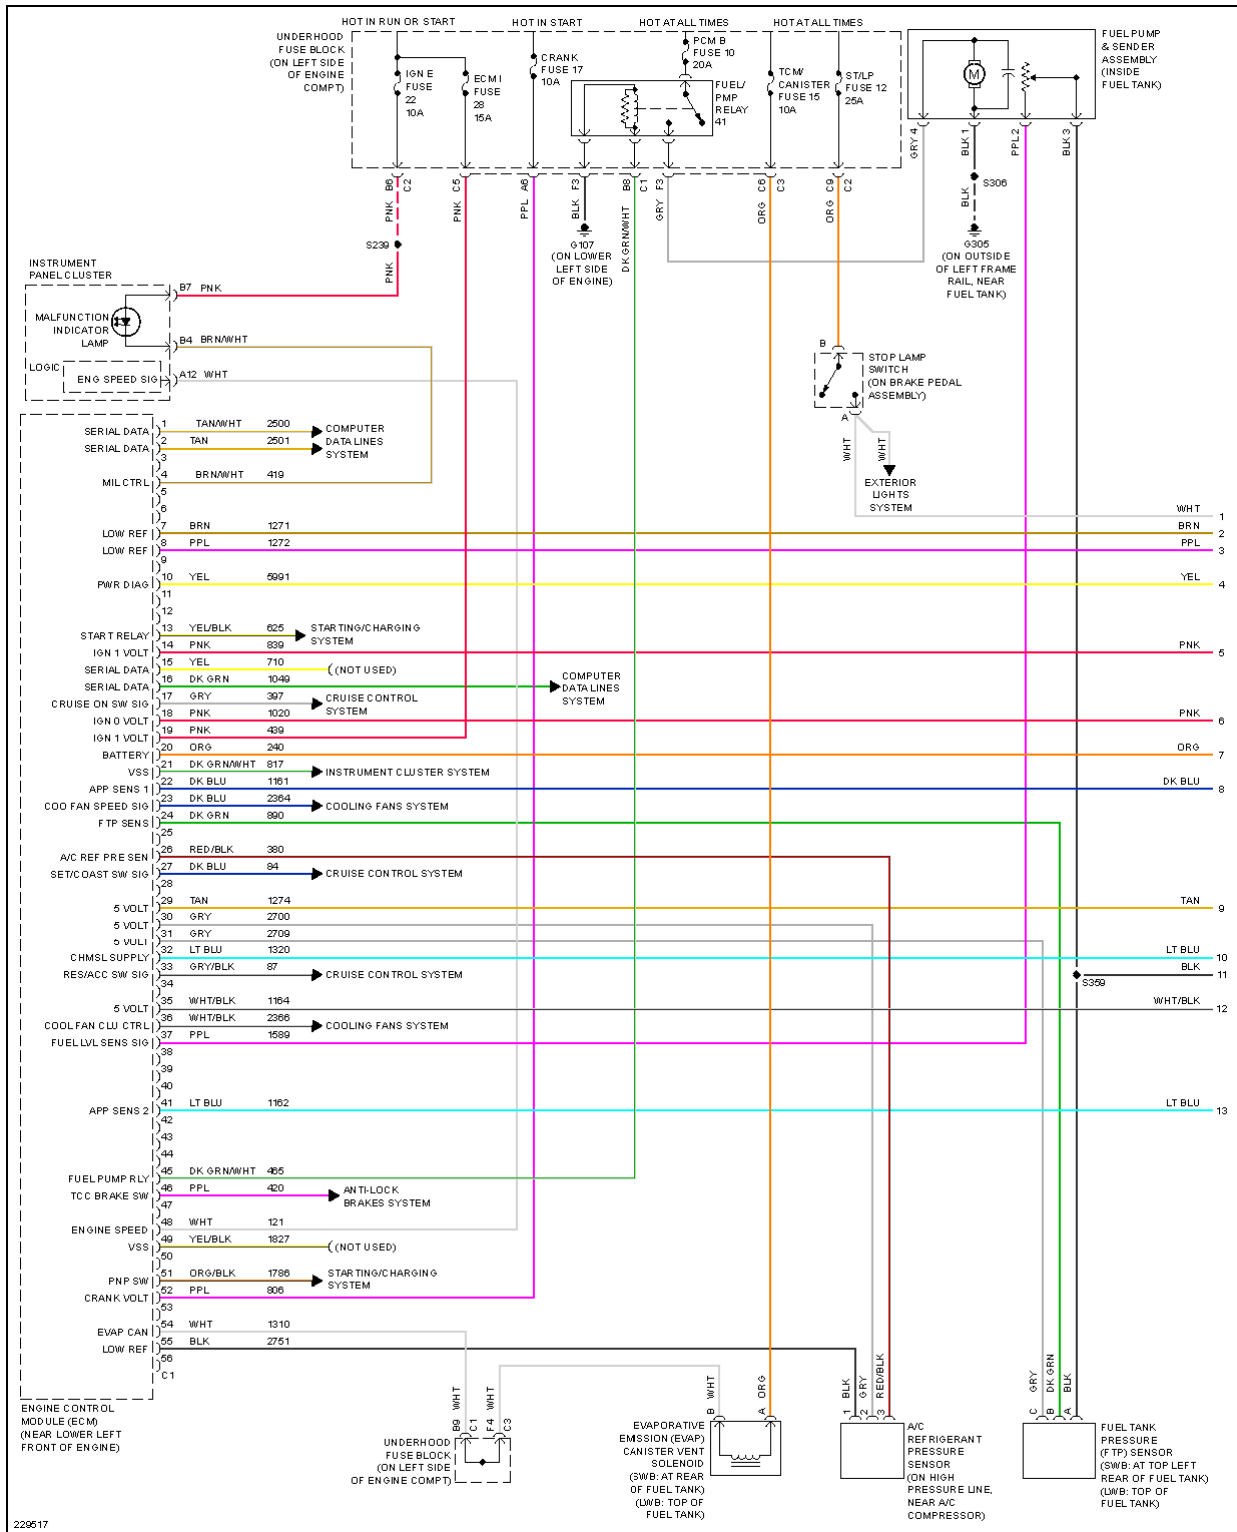 HOT IN RUN OR START
HOT IN START
HOT AT ALL TIMES
HOT AT ALL TIMES
UNDERHOOD
FUSE BLOCK
(ON LEFT SIDE
OF ENGINE
COMPT)
IGN E
FUSE
22
10A
ECM I
FUSE
28
15A
CRANK
FUSE 17
10A
PCM B
FUSE 10
20A
FUEL/
PMP
RELAY
41
TCM/
CANISTER
FUSE 15
10A
ST/LP
FUSE 12
25A
M
FUEL PUMP
& SENDER
ASSEMBLY
(INSIDE
FUEL TANK)
GRY 4
BLK 1
PPL 2
BLK 3
B6
C2
C5
A6
F3
B8
C1
F3
C6
C3
C9
C2
PNK
PNK
PPL
BLK
DK GRN/WHT
GRY
ORG
ORG
S306
BLK
S239
PNK
G107
(ON LOWER
LEFT SIDE
OF ENGINE)
G305
(ON OUTSIDE
OF LEFT FRAME
RAIL, NEAR
FUEL TANK)
INSTRUMENT
PANEL CLUSTER
B7 PNK
MALFUNCTION
INDICATOR
LAMP
B4 BRN/WHT
LOGIC
ENG SPEED SIG
A12 WHT
B
STOP LAMP
SWITCH
(ON BRAKE PEDAL
ASSEMBLY)
A
WHT
WHT
EXTERIOR
LIGHTS
SYSTEM
SERIAL DATA 1 TAN/WHT 2500
SERIAL DATA 2 TAN 2501
COMPUTER
DATA LINES
SYSTEM
3
MIL CTRL 4 BRN/WHT 419
5
6
WHT 1
LOW REF 7 BRN 1271 BRN 2
LOW REF 8 PPL 1272 PPL 3
9
PWR DIAG 10 YEL 5991 YEL 4
11
12
START RELAY 13 YEL/BLK 625
STARTING/CHARGING
SYSTEM
IGN 1 VOLT 14 PNK 839 PNK 5
SERIAL DATA 15 YEL 710 (NOT USED)
SERIAL DATA 16 DK GRN 1049
COMPUTER
DATA LINES
SYSTEM
CRUISE ON SW SIG 17 GRY 397
CRUISE CONTROL
SYSTEM
IGN 0 VOLT 18 PNK 1020 PNK 6
IGN 1 VOLT 19 PNK 439
BATTERY 20 ORG 240 ORG 7
VSS 21 DK GRN/WHT 817 INSTRUMENT CLUSTER SYSTEM
APP SENS 1 22 DK BLU 1161 DK BLU 8
COO FAN SPEED SIG 23 DK BLU 2364 COOLING FANS SYSTEM
FTP SENS 24 DK GRN 890
25
A/C REF PRE SEN 26 RED/BLK 380
SET/COAST SW SIG 27 DK BLU 84 CRUISE CONTROL SYSTEM
28
5 VOLT 29 TAN 1274 TAN 9
5 VOLT 30 GRY 2700
5 VOLT 31 GRY 2709
CHMSL SUPPLY 32 LT BLU 1320 LT BLU 10
RES/ACC SW SIG 33 GRY/BLK 87 CRUISE CONTROL SYSTEM
BLK 11
S359
34
5 VOLT 35 WHT/BLK 1164 WHT/BLK 12
COOL FAN CLU CTRL 36 WHT/BLK 2366 COOLING FANS SYSTEM
FUEL LVL SENS SIG 37 PPL 1589
38
39
40
APP SENS 2 41 LT BLU 1162 LT BLU 13
42
43
44
FUEL PUMP RLY 45 DK GRN/WHT 465
TCC BRAKE SW 46 PPL 420
ANTI-LOCK
BRAKES SYSTEM
47
ENGINE SPEED 48 WHT 121
VSS 49 YEL/BLK 1827 (NOT USED)
50
PNP SW 51 ORG/BLK 1786
STARTING/CHARGING
SYSTEM
CRANK VOLT 52 PPL 806
53
EVAP CAN 54 WHT 1310
LOW REF 55 BLK 2751
56
C1
ENGINE CONTROL
MODULE (ECM)
(NEAR LOWER LEFT
FRONT OF ENGINE)
B9 WHT
C1
F4 WHT
C3
UNDERHOOD
FUSE BLOCK
(ON LEFT SIDE
OF ENGINE COMPT)
B WHT
A ORG
EVAPORATIVE
EMISSION (EVAP)
CANISTER VENT
SOLENOID
(SWB: AT REAR
OF FUEL TANK)
(LWB: TOP OF
FUEL TANK)
1 BLK
2 GRY
3 RED/BLK
A/C
REFRIGERANT
PRESSURE
SENSOR
(ON HIGH
PRESSURE LINE,
NEAR A/C
COMPRESSOR)
C GRY
B DK GRN
A BLK
FUEL TANK
PRESSURE
(FTP) SENSOR
(SWB: AT TOP LEFT
REAR OF FUEL TANK)
(LWB: TOP OF
FUEL TANK)
229517